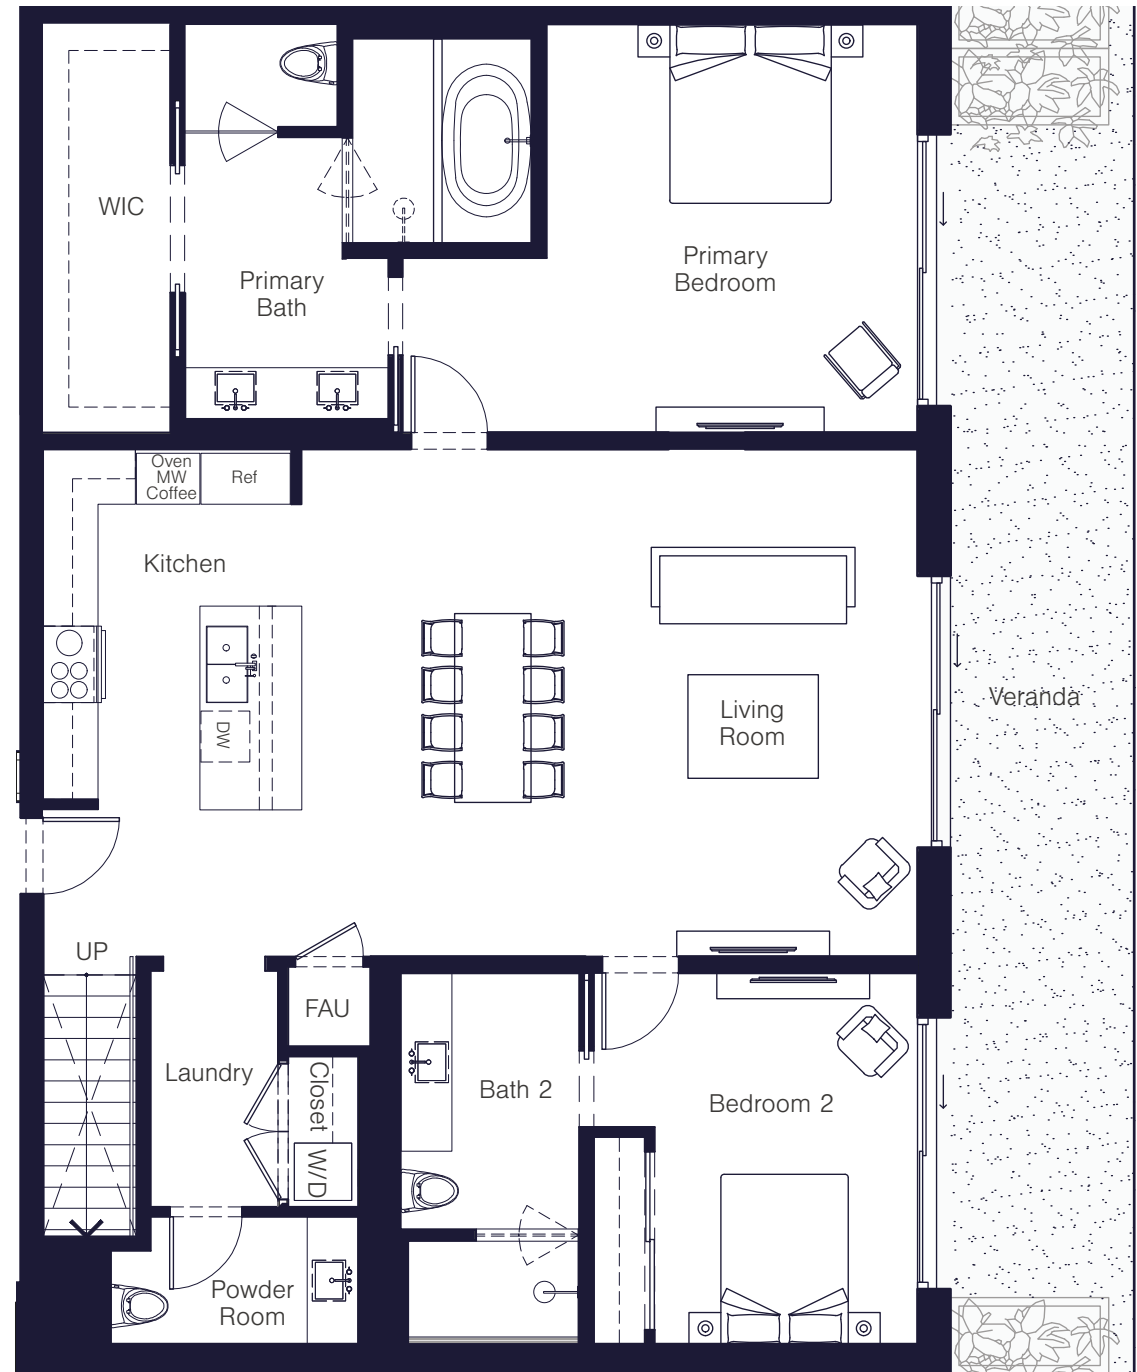 WIC
Primary
Bath
Primary
Bedroom
Oven
MW
Coffee
Ref
Kitchen
DW
Living
Room
Veranda
UP
FAU
Laundry
Closet
W/D
Bath 2
Bedroom 2
Powder
Room